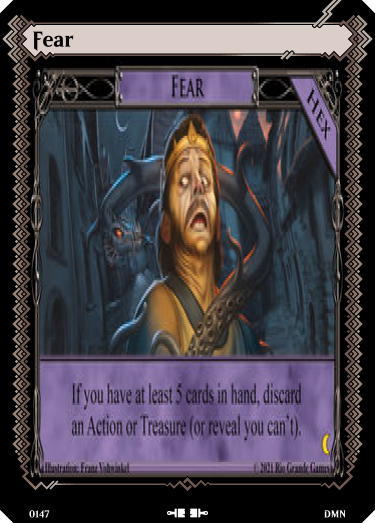 Fear
FEAR
HEX
If you have at least 5 cards in hand, discard
an Action or Treasure (or reveal you can't).
Illustration: Franz Vohwinkel © 2021 Rio Grande Games
0147 DMN